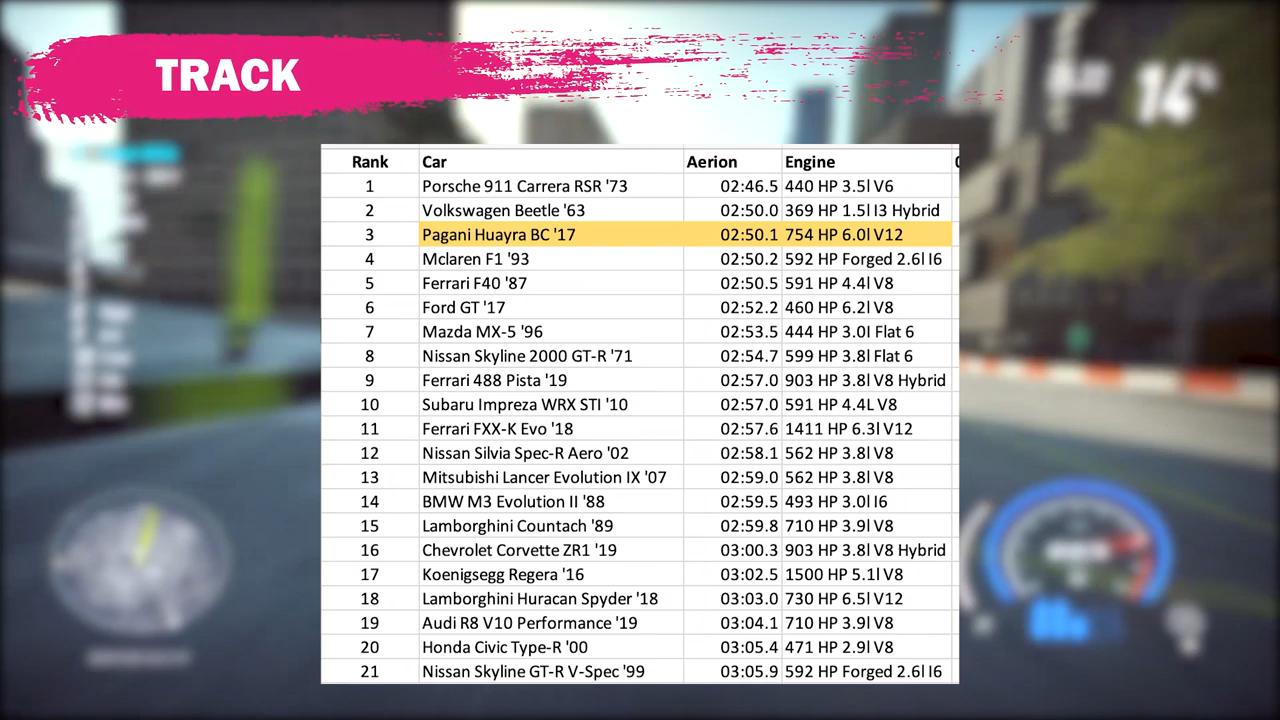 TRACK
14
Rank Car Aerion Engine
1 Porsche 911 Carrera RSR '73 02:46.5 440 HP 3.5l V6
2 Volkswagen Beetle '63 02:50.0 369 HP 1.5l I3 Hybrid
3 Pagani Huayra BC '17 02:50.1 754 HP 6.0l V12
4 Mclaren F1 '93 02:50.2 592 HP Forged 2.6l I6
5 Ferrari F40 '87 02:50.5 591 HP 4.4l V8
6 Ford GT '17 02:52.2 460 HP 6.2l V8
7 Mazda MX-5 '96 02:53.5 444 HP 3.0I Flat 6
8 Nissan Skyline 2000 GT-R '71 02:54.7 599 HP 3.8l Flat 6
9 Ferrari 488 Pista '19 02:57.0 903 HP 3.8l V8 Hybrid
10 Subaru Impreza WRX STI '10 02:57.0 591 HP 4.4L V8
11 Ferrari FXX-K Evo '18 02:57.6 1411 HP 6.3l V12
12 Nissan Silvia Spec-R Aero '02 02:58.1 562 HP 3.8l V8
13 Mitsubishi Lancer Evolution IX '07 02:59.0 562 HP 3.8l V8
14 BMW M3 Evolution II '88 02:59.5 493 HP 3.0l I6
15 Lamborghini Countach '89 02:59.8 710 HP 3.9l V8
16 Chevrolet Corvette ZR1 '19 03:00.3 903 HP 3.8l V8 Hybrid
17 Koenigsegg Regera '16 03:02.5 1500 HP 5.1l V8
18 Lamborghini Huracan Spyder '18 03:03.0 730 HP 6.5l V12
19 Audi R8 V10 Performance '19 03:04.1 710 HP 3.9l V8
20 Honda Civic Type-R '00 03:05.4 471 HP 2.9l V8
21 Nissan Skyline GT-R V-Spec '99 03:05.9 592 HP Forged 2.6l I6